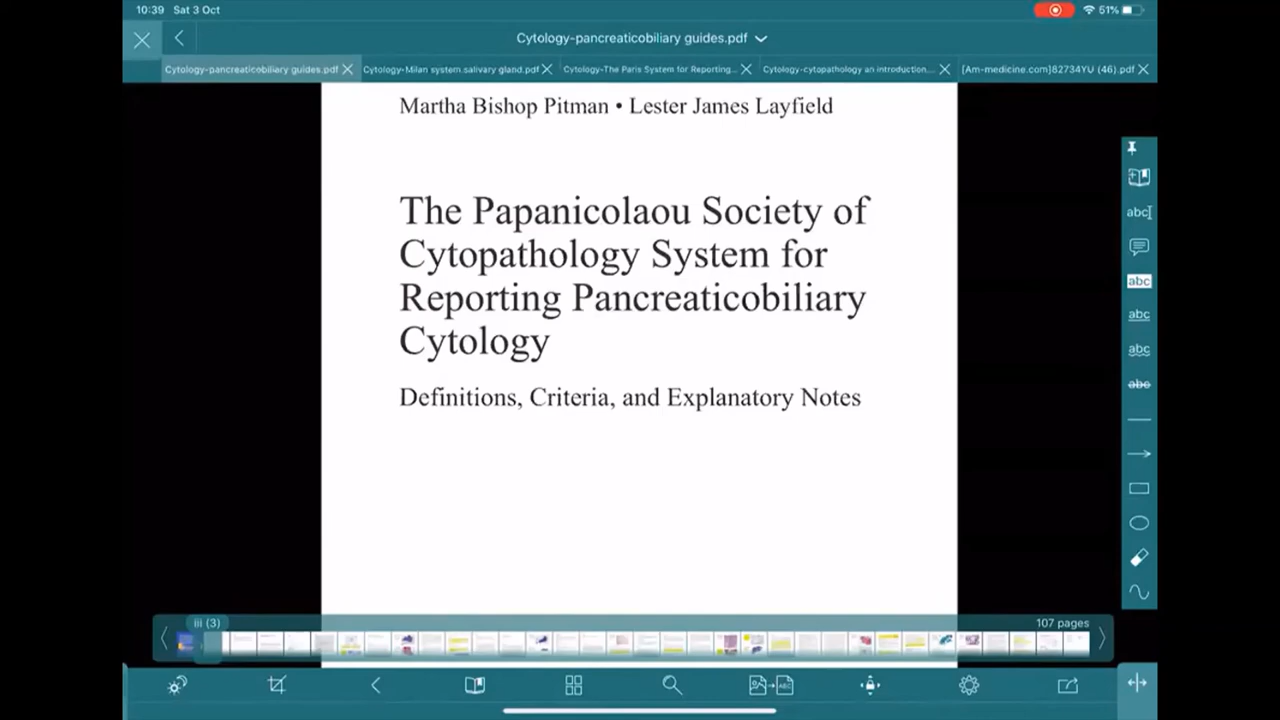 10:39 Sat 3 Oct
51%
Cytology-pancreaticobiliary guides.pdf
Cytology-pancreaticobiliary guides.pdf
Cytology-Milan system.salivary gland.pdf
Cytology-The Paris System for Reporting...
Cytology-cytopathology an introduction...
[Am-medicine.com]82734YU (46).pdf
Martha Bishop Pitman • Lester James Layfield
The Papanicolaou Society of
Cytopathology System for
Reporting Pancreaticobiliary
Cytology
Definitions, Criteria, and Explanatory Notes
abc
abc
abc
abc
abc
iii (3)
107 pages
ABC